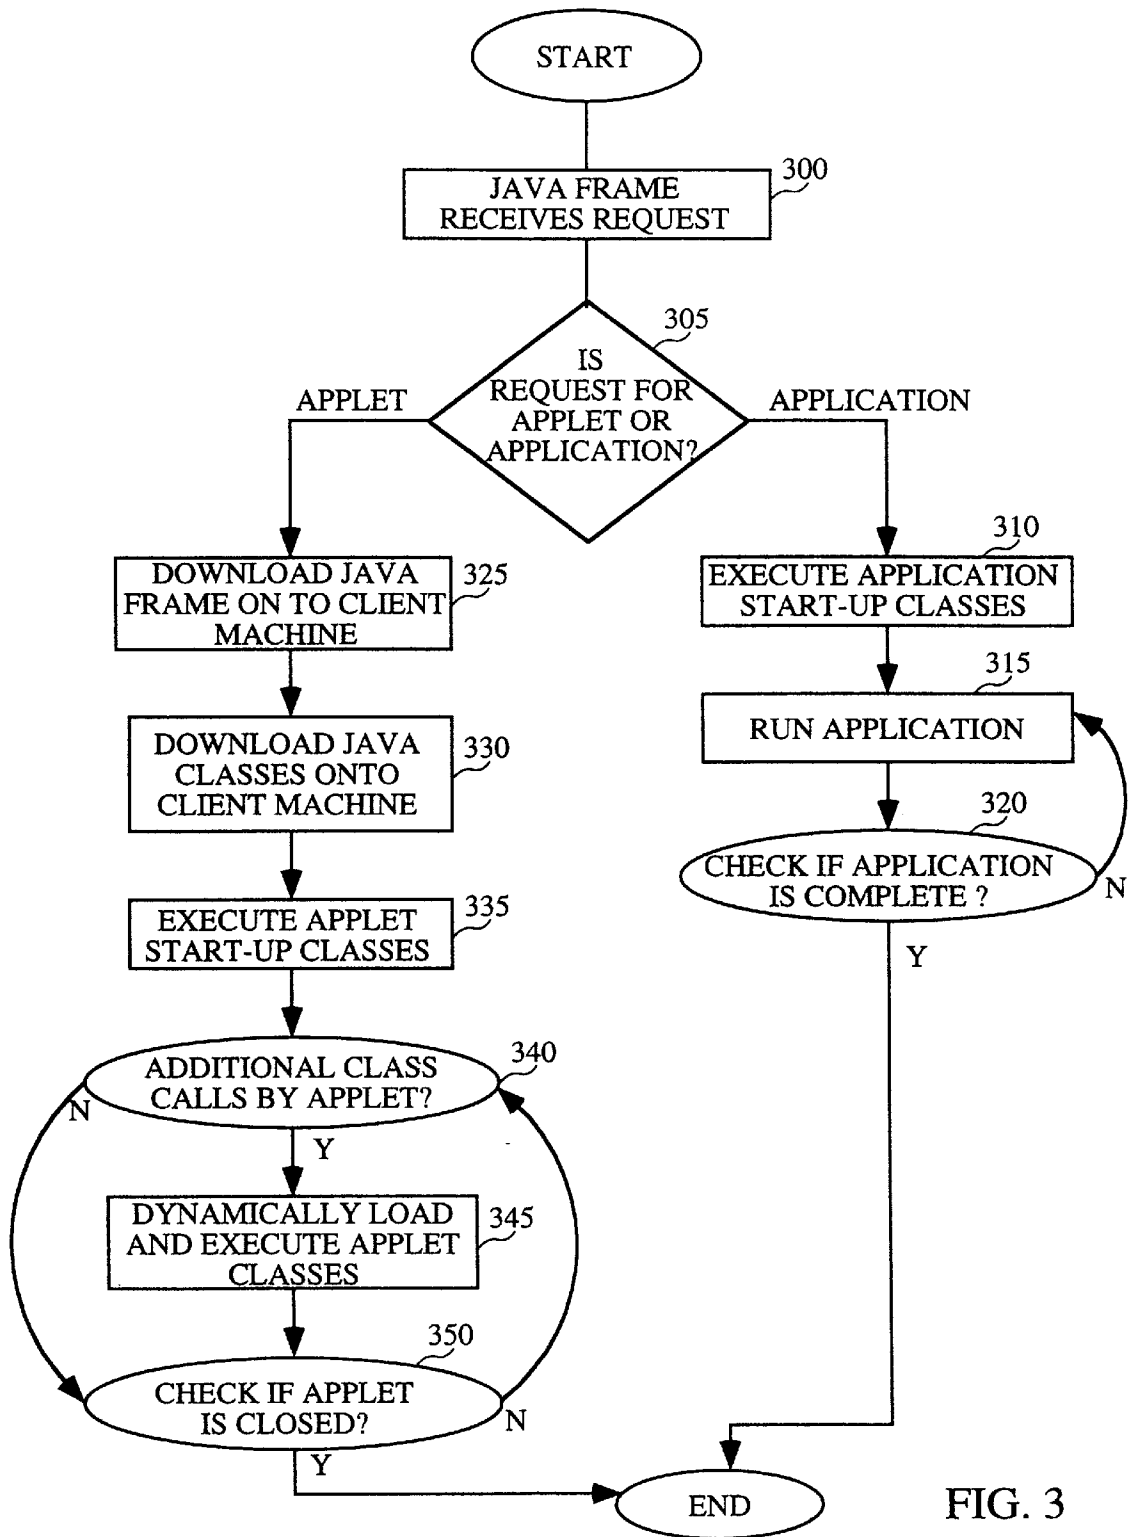 START
300
JAVA FRAME
RECEIVES REQUEST
305
IS
REQUEST FOR
APPLET OR
APPLICATION?
APPLET
APPLICATION
DOWNLOAD JAVA
FRAME ON TO CLIENT
MACHINE
325
DOWNLOAD JAVA
CLASSES ONTO
CLIENT MACHINE
330
EXECUTE APPLET
START-UP CLASSES
335
ADDITIONAL CLASS
CALLS BY APPLET?
340
N
Y
DYNAMICALLY LOAD
AND EXECUTE APPLET
CLASSES
345
350
CHECK IF APPLET
IS CLOSED?
N
Y
310
EXECUTE APPLICATION
START-UP CLASSES
315
RUN APPLICATION
320
CHECK IF APPLICATION
IS COMPLETE ?
N
Y
END
FIG. 3